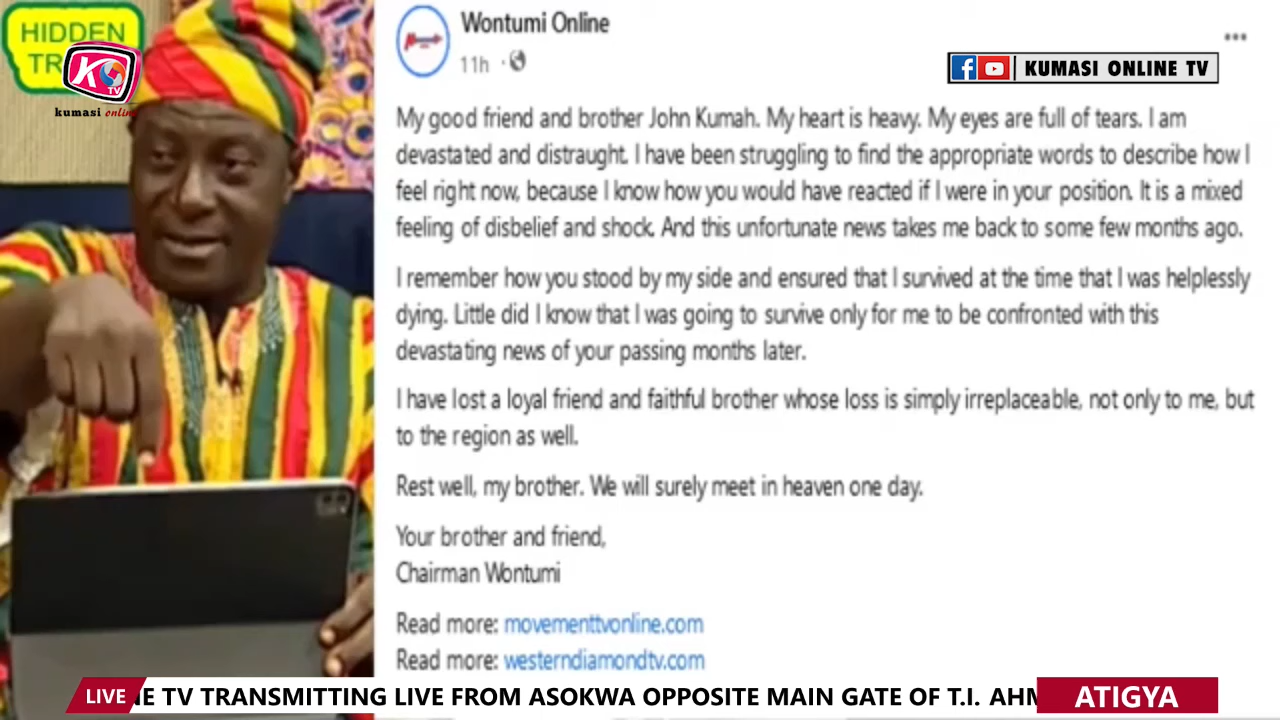 HIDDEN
TR
KO
TV
kumasi online
Wontumi Online
11h
KUMASI ONLINE TV
My good friend and brother John Kumah. My heart is heavy. My eyes are full of tears. I am
devastated and distraught. I have been struggling to find the appropriate words to describe how I
feel right now, because I know how you would have reacted if I were in your position. It is a mixed
feeling of disbelief and shock. And this unfortunate news takes me back to some few months ago.
I remember how you stood by my side and ensured that I survived at the time that I was helplessly
dying. Little did I know that I was going to survive only for me to be confronted with this
devastating news of your passing months later.
I have lost a loyal friend and faithful brother whose loss is simply irreplaceable, not only to me, but
to the region as well.
Rest well, my brother. We will surely meet in heaven one day.
Your brother and friend,
Chairman Wontumi
Read more: movementtvonline.com
Read more: westerndiamondtv.com
LIVE
E TV TRANSMITTING LIVE FROM ASOKWA OPPOSITE MAIN GATE OF T.I. AHM
ATIGYA